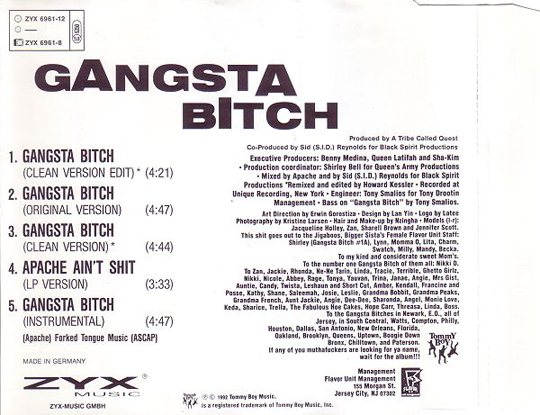 ZYX 6961-12
ZYX 6961-8
GANGSTA
BITCH
Produced by A Tribe Called Quest
Co-Produced by Sid (S.I.D.) Reynolds for Black Spirit Productions
Executive Producers: Benny Medina, Queen Latifah and Sha-Kim
• Production coordinator: Shirley Bell for Queen's Army Productions
• Mixed by Apache and by Sid (S.I.D.) Reynolds for Black Spirit
Productions *Remixed and edited by Howard Kessler • Recorded at
Unique Recording, New York • Engineer: Tony Smalios for Tony Drootin
Management • Bass on "Gangsta Bitch" by Tony Smalios.
Art Direction by Erwin Gorostiza • Design by Lan Yin • Logo by Latee
Photography by Kristine Larsen • Hair and Make-up by Nzingha • Models (l-r):
Jacqueline Holley, Zan, Sharell Brown and Jennifer Scott.
This shit goes out to the Jigaboos, Bigger Sista's Female Flavor Unit Staff:
Shirley (Gangsta Bitch #1A), Lynn, Momma O, Lita, Charm,
Swatch, Milly, Mandy, Becka.
To my kind and considerate sweet Mom's.
To the number one Gangsta Bitch of them all: Nikki D.
To Zan, Jackie, Rhonda, Ne-Ne Tarin, Linda, Tracie, Terrible, Ghetto Girlz,
Nikki, Nicole, Abbey, Rage, Tonya, Yauvan, Trina, Janae, Angie, Mrs Gist,
Auntie, Candy, Twista, Leshaun and Short Cut, Amber, Kendall, Francine and
Posse, Kathy, Shane, Saleemah, Josie, Leslie, Grandma Bobbit, Grandma Peaks,
Grandma French, Aunt Jackie, Angie, Dee-Dee, Sharonda, Angel, Monie Love,
Keda, Sharice, Trella, The Fabulous Noe Cakes, Hope Carr, Threasa, Linda, Boss.
To the Gangsta Bitches in Newark, E.O., all of
Jersey, in South Central, Watts, Compton, Philly,
Houston, Dallas, San Antonio, New Orleans, Florida,
Oakland, Brooklyn, Queens, Uptown, Boogie Down
Bronx, Chilltown, and Paterson.
If any of you muthafuckers are looking for ya name,
wait for the album!!!
1. GANGSTA BITCH
(CLEAN VERSION EDIT)* (4:21)
2. GANGSTA BITCH
(ORIGINAL VERSION) (4:47)
3. GANGSTA BITCH
(CLEAN VERSION)* (4:44)
4. APACHE AIN'T SHIT
(LP VERSION) (3:33)
5. GANGSTA BITCH
(INSTRUMENTAL) (4:47)
(Apache) Forked Tongue Music (ASCAP)
MADE IN GERMANY
ZYX ®
MUSIC
ZYX-MUSIC GMBH
Tommy
Boy
℗ © 1992 Tommy Boy Music, Inc.
is a registered trademark of Tommy Boy Music, Inc.
Management
Flavor Unit Management
155 Morgan St.
Jersey City, NJ 07302